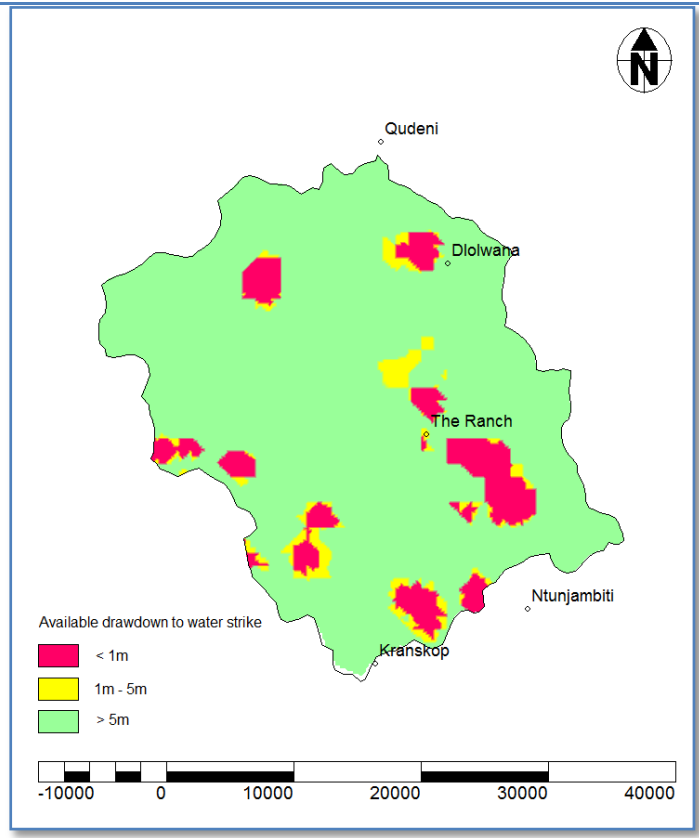 N
Qudeni
Dlolwana
The Ranch
Ntunjambiti
Kranskop
Available drawdown to water strike
< 1m
1m - 5m
> 5m
-10000 0 10000 20000 30000 40000